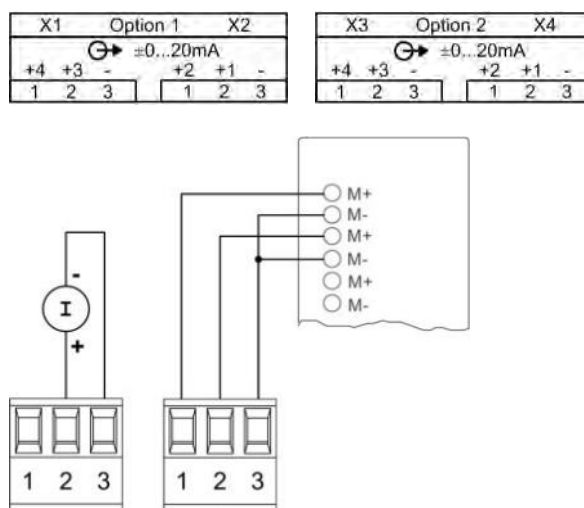 X1 Option 1 X2
±0...20mA
+4 +3 - +2 +1 -
1 2 3 1 2 3
X3 Option 2 X4
±0...20mA
+4 +3 - +2 +1 -
1 2 3 1 2 3
M+
M-
M+
M-
M+
M-
-
I
+
1 2 3
1 2 3